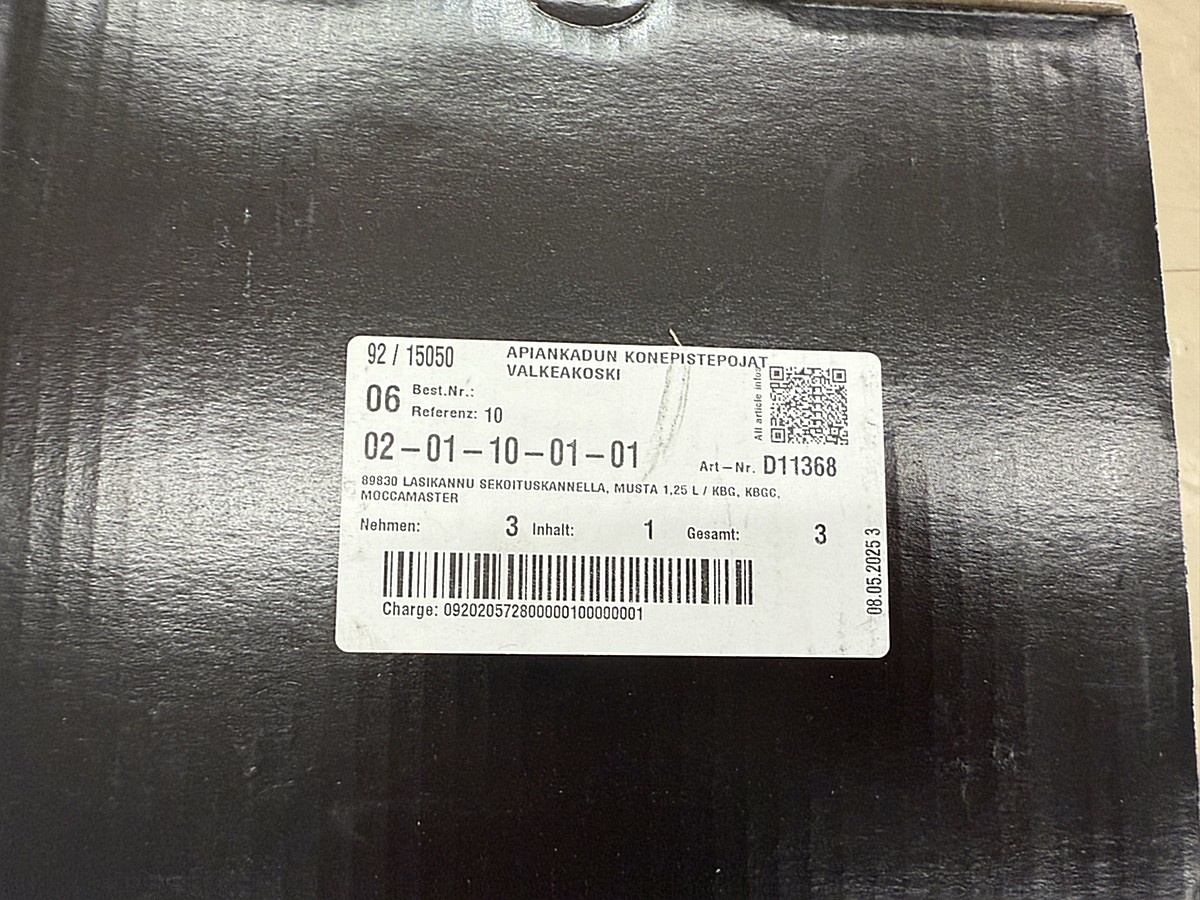 92 / 15050
APIANKADUN KONEPISTEPOJAT
VALKEAKOSKI
06
Best.Nr.:
Referenz: 10
All article infos
02-01-10-01-01
Art-Nr. D11368
89830 LASIKANNU SEKOITUSKANNELLA, MUSTA 1,25 L / KBG, KBGC,
MOCCAMASTER
Nehmen: 3 Inhalt: 1 Gesamt: 3
Charge: 092020572800000100000001
08.05.2025 3